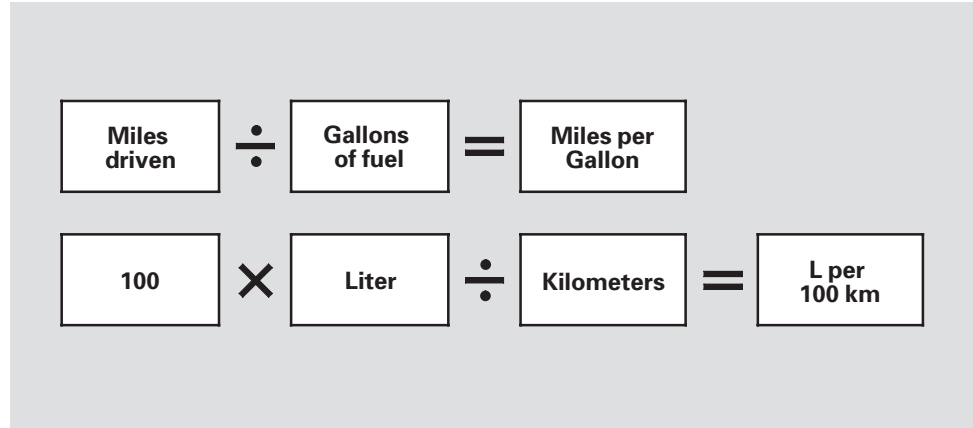 Miles driven ÷ Gallons of fuel = Miles per Gallon
100 × Liter ÷ Kilometers = L per 100 km